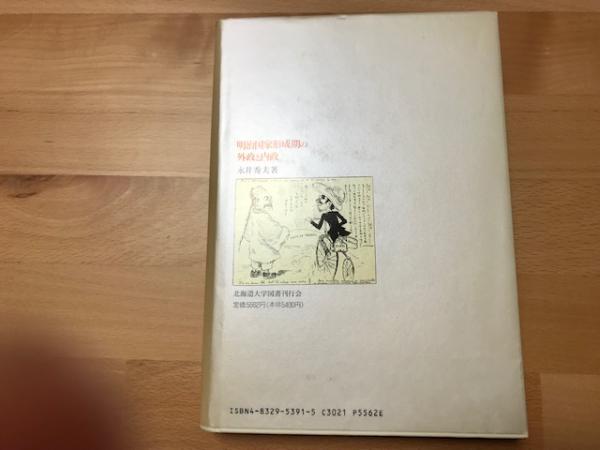 明治国家形成期の
外政と内政
永井秀夫著
北海道大学図書刊行会
定価5562円(本体5400円)
ISBN4-8329-5391-5 C3021 P5562E